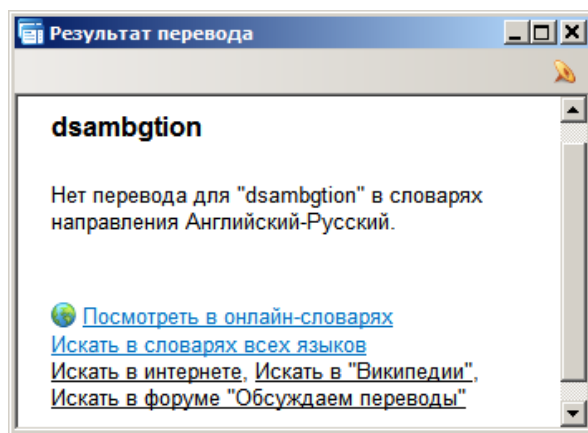 Результат перевода
dsambgtion
Нет перевода для "dsambgtion" в словарях
направления Английский-Русский.
Посмотреть в онлайн-словарях
Искать в словарях всех языков
Искать в интернете, Искать в "Википедии",
Искать в форуме "Обсуждаем переводы"